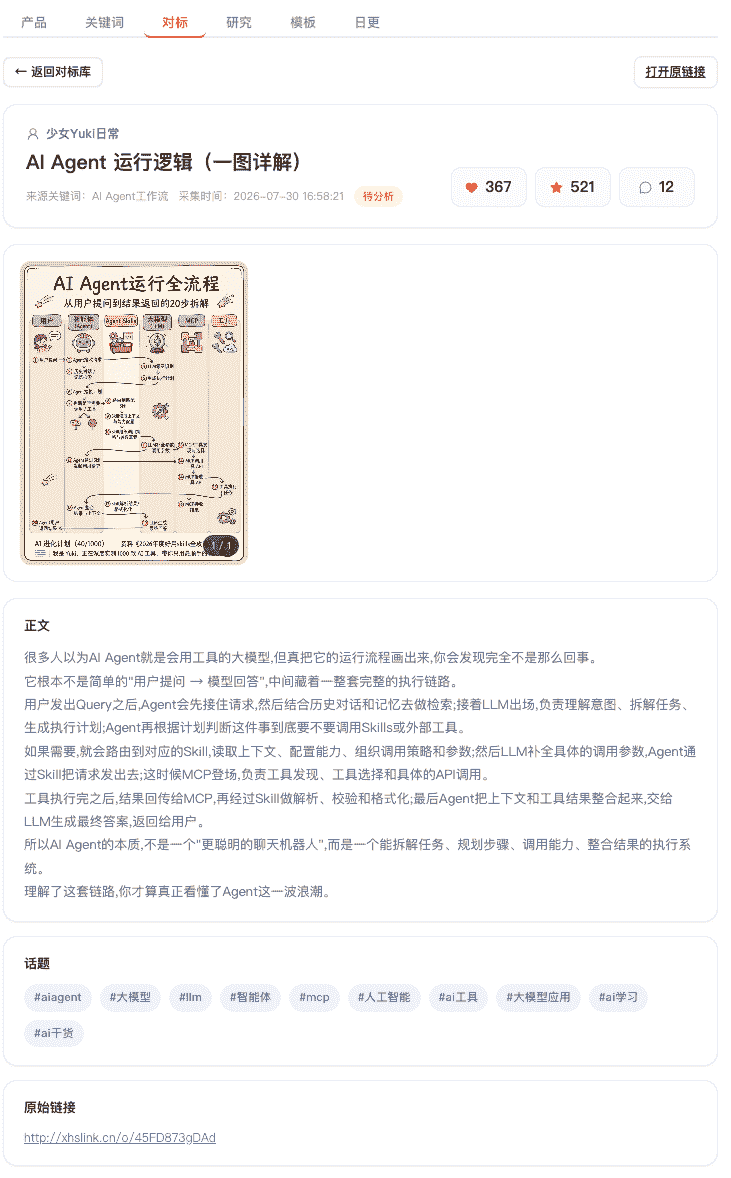 产品 关键词 对标 研究 模板 日更
← 返回对标库
打开原链接
少女Yuki日常
AI Agent 运行逻辑（一图详解）
来源关键词：AI Agent工作流 采集时间：2026-07-30 16:58:21 待分析
367 521 12
AI Agent运行全流程
从用户提问到结果返回的20步拆解
用户 智能体 (Agent) Agent Skills 大模型 (LLM) MCP 工具
AI 进化计划（40/1000）
1 / 1
正文
很多人以为AI Agent就是会用工具的大模型,但真把它的运行流程画出来,你会发现完全不是那么回事。
它根本不是简单的"用户提问 → 模型回答",中间藏着一整套完整的执行链路。
用户发出Query之后,Agent会先接住请求,然后结合历史对话和记忆去做检索;接着LLM出场,负责理解意图、拆解任务、
生成执行计划;Agent再根据计划判断这件事到底要不要调用Skills或外部工具。
如果需要,就会路由到对应的Skill,读取上下文、配置能力、组织调用策略和参数;然后LLM补全具体的调用参数,Agent通
过Skill把请求发出去;这时候MCP登场,负责工具发现、工具选择和具体的API调用。
工具执行完之后,结果回传给MCP,再经过Skill做解析、校验和格式化;最后Agent把上下文和工具结果整合起来,交给
LLM生成最终答案,返回给用户。
所以AI Agent的本质,不是一个"更聪明的聊天机器人",而是一个能拆解任务、规划步骤、调用能力、整合结果的执行系
统。
理解了这套链路,你才算真正看懂了Agent这一波浪潮。
话题
#aiagent #大模型 #llm #智能体 #mcp #人工智能 #ai工具 #大模型应用 #ai学习
#ai干货
原始链接
http://xhslink.cn/o/45FD873gDAd